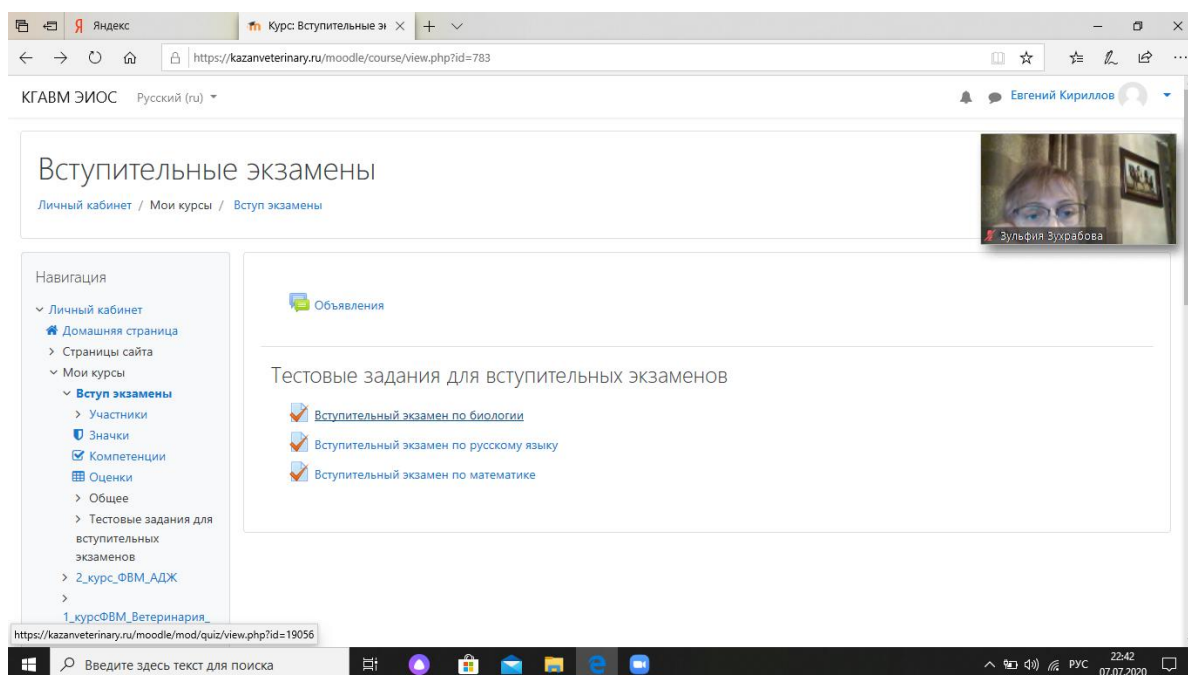 Яндекс
Курс: Вступительные эк
https://kazanveterinary.ru/moodle/course/view.php?id=783
КГАВМ ЭИОС Русский (ru)
Евгений Кириллов
Вступительные экзамены
Личный кабинет / Мои курсы / Вступ экзамены
Зульфия Зухрабова
Навигация
Личный кабинет
Домашняя страница
Страницы сайта
Мои курсы
Вступ экзамены
Участники
Значки
Компетенции
Оценки
Общее
Тестовые задания для
вступительных
экзаменов
2_курс_ФВМ_АДЖ
1_курсФВМ_Ветеринария_
Объявления
Тестовые задания для вступительных экзаменов
Вступительный экзамен по биологии
Вступительный экзамен по русскому языку
Вступительный экзамен по математике
https://kazanveterinary.ru/moodle/mod/quiz/view.php?id=19056
Введите здесь текст для поиска
РУС
22:42
07.07.2020